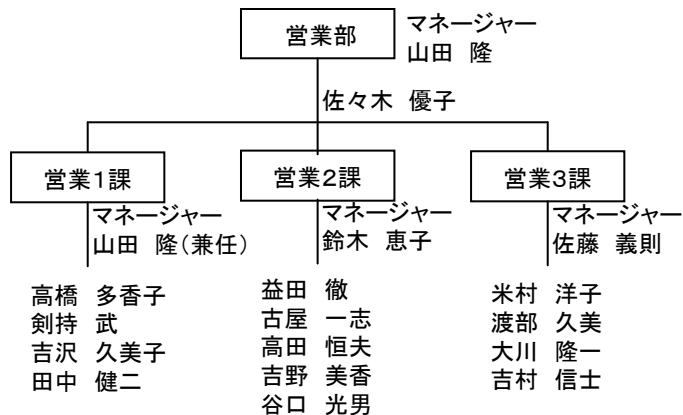 営業部
マネージャー
山田 隆
佐々木 優子
営業1課
マネージャー
山田 隆(兼任)
高橋 多香子
剣持 武
吉沢 久美子
田中 健二
営業2課
マネージャー
鈴木 恵子
益田 徹
古屋 一志
高田 恒夫
吉野 美香
谷口 光男
営業3課
マネージャー
佐藤 義則
米村 洋子
渡部 久美
大川 隆一
吉村 信士